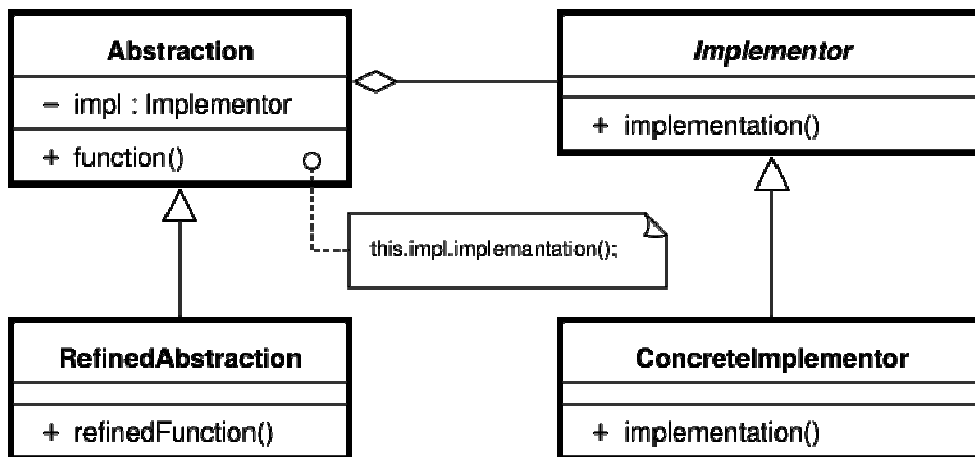 Abstraction
- impl : Implementor
+ function()
Implementor
+ implementation()
this.impl.implemantation();
RefinedAbstraction
+ refinedFunction()
ConcreteImplementor
+ implementation()